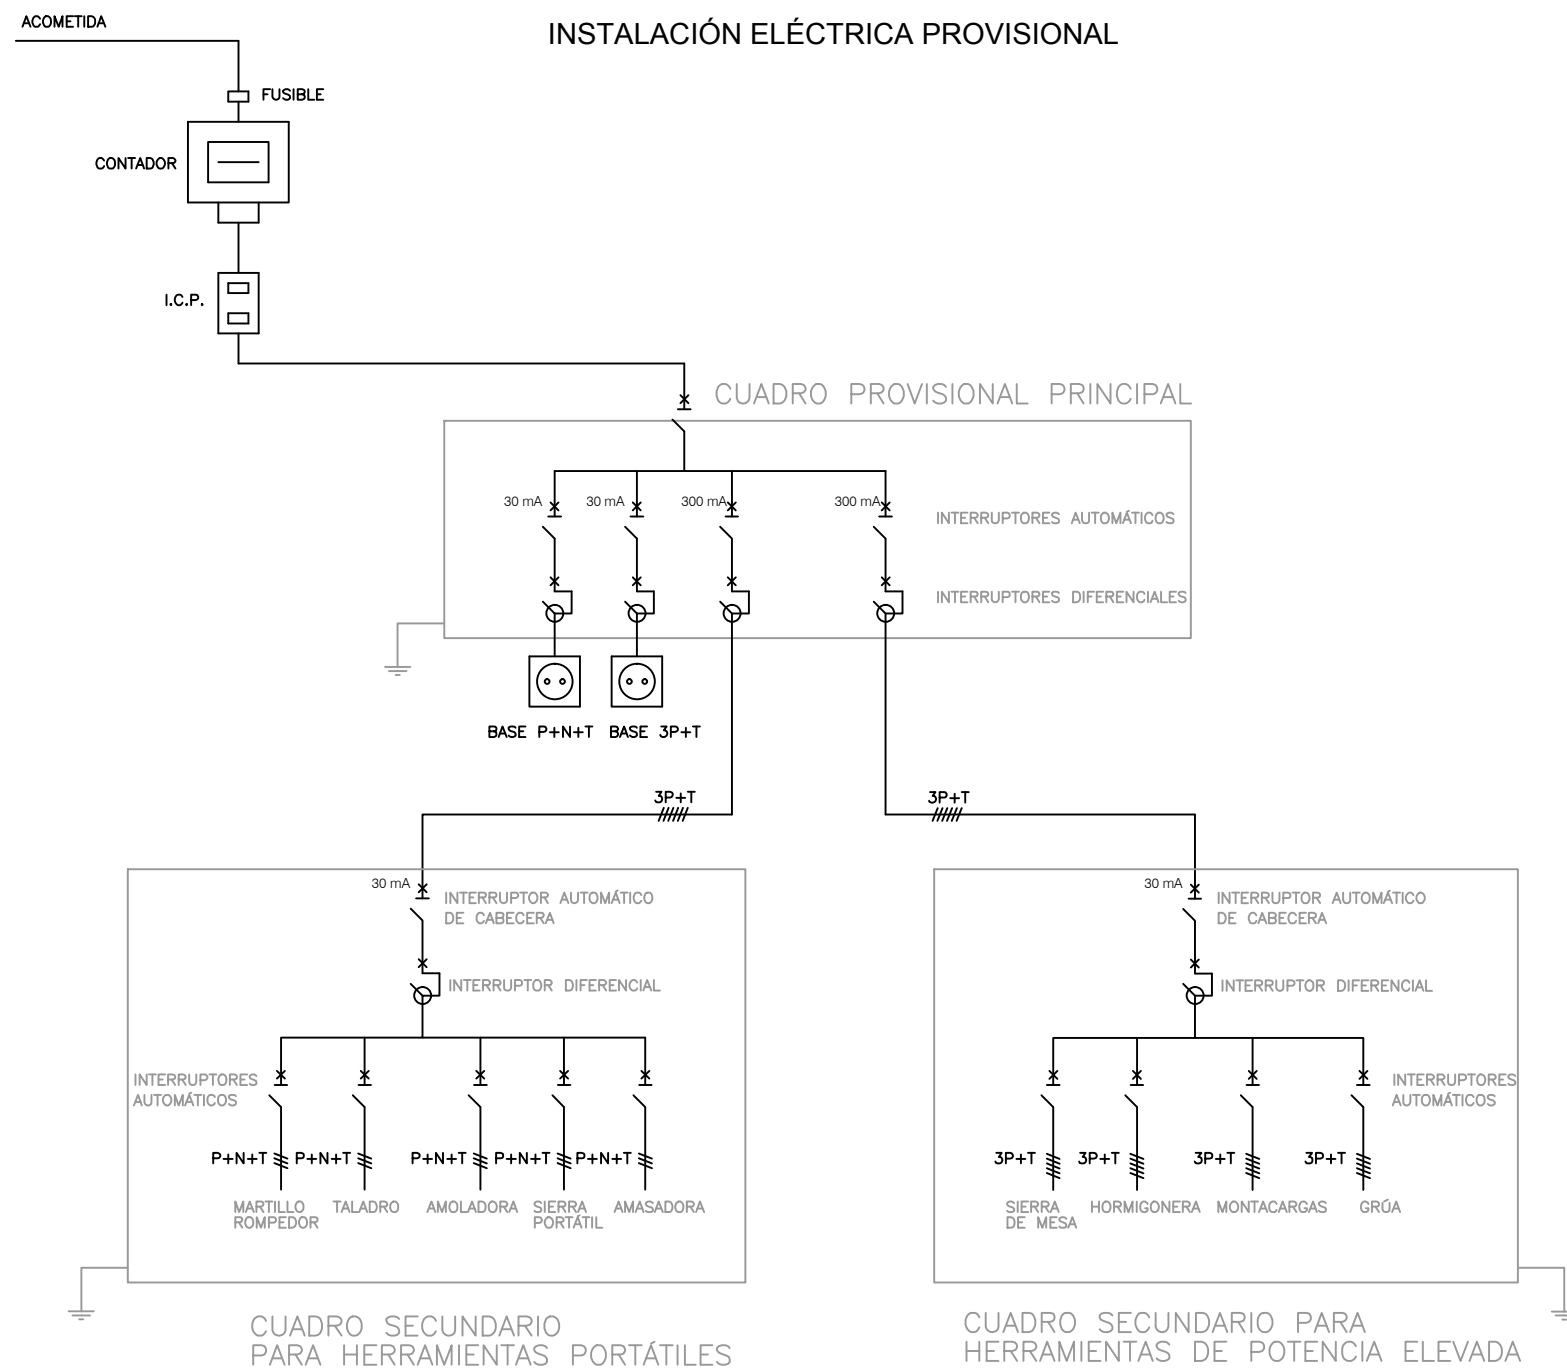 ACOMETIDA
INSTALACIÓN ELÉCTRICA PROVISIONAL
FUSIBLE
CONTADOR
I.C.P.
CUADRO PROVISIONAL PRINCIPAL
30 mA
30 mA
300 mA
300 mA
INTERRUPTORES AUTOMÁTICOS
INTERRUPTORES DIFERENCIALES
BASE P+N+T
BASE 3P+T
3P+T
3P+T
30 mA
INTERRUPTOR AUTOMÁTICO
DE CABECERA
INTERRUPTOR DIFERENCIAL
INTERRUPTORES
AUTOMÁTICOS
P+N+T
P+N+T
P+N+T
P+N+T
P+N+T
MARTILLO
ROMPEDOR
TALADRO
AMOLADORA
SIERRA
PORTÁTIL
AMASADORA
CUADRO SECUNDARIO
PARA HERRAMIENTAS PORTÁTILES
30 mA
INTERRUPTOR AUTOMÁTICO
DE CABECERA
INTERRUPTOR DIFERENCIAL
INTERRUPTORES
AUTOMÁTICOS
3P+T
3P+T
3P+T
3P+T
SIERRA
DE MESA
HORMIGONERA
MONTACARGAS
GRÚA
CUADRO SECUNDARIO PARA
HERRAMIENTAS DE POTENCIA ELEVADA